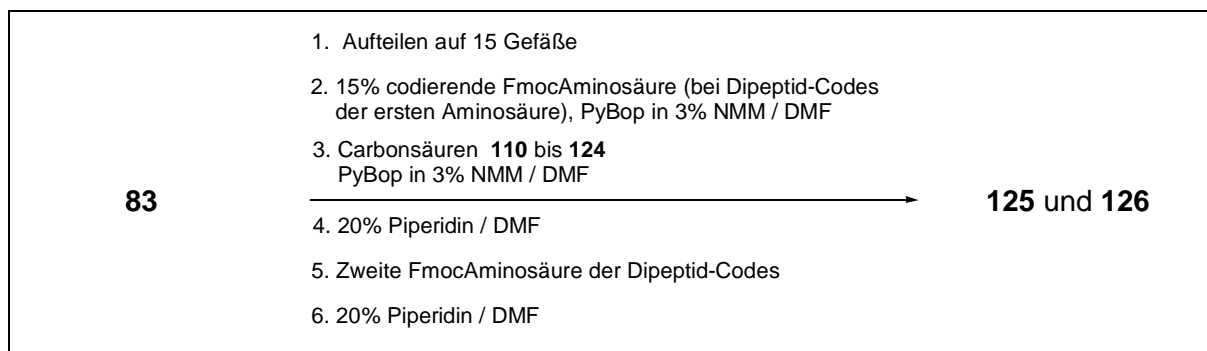 1. Aufteilen auf 15 Gefäße
2. 15% codierende FmocAminosäure (bei Dipeptid-Codes
der ersten Aminosäure), PyBop in 3% NMM / DMF
3. Carbonsäuren 110 bis 124
PyBop in 3% NMM / DMF
83
125 und 126
4. 20% Piperidin / DMF
5. Zweite FmocAminosäure der Dipeptid-Codes
6. 20% Piperidin / DMF